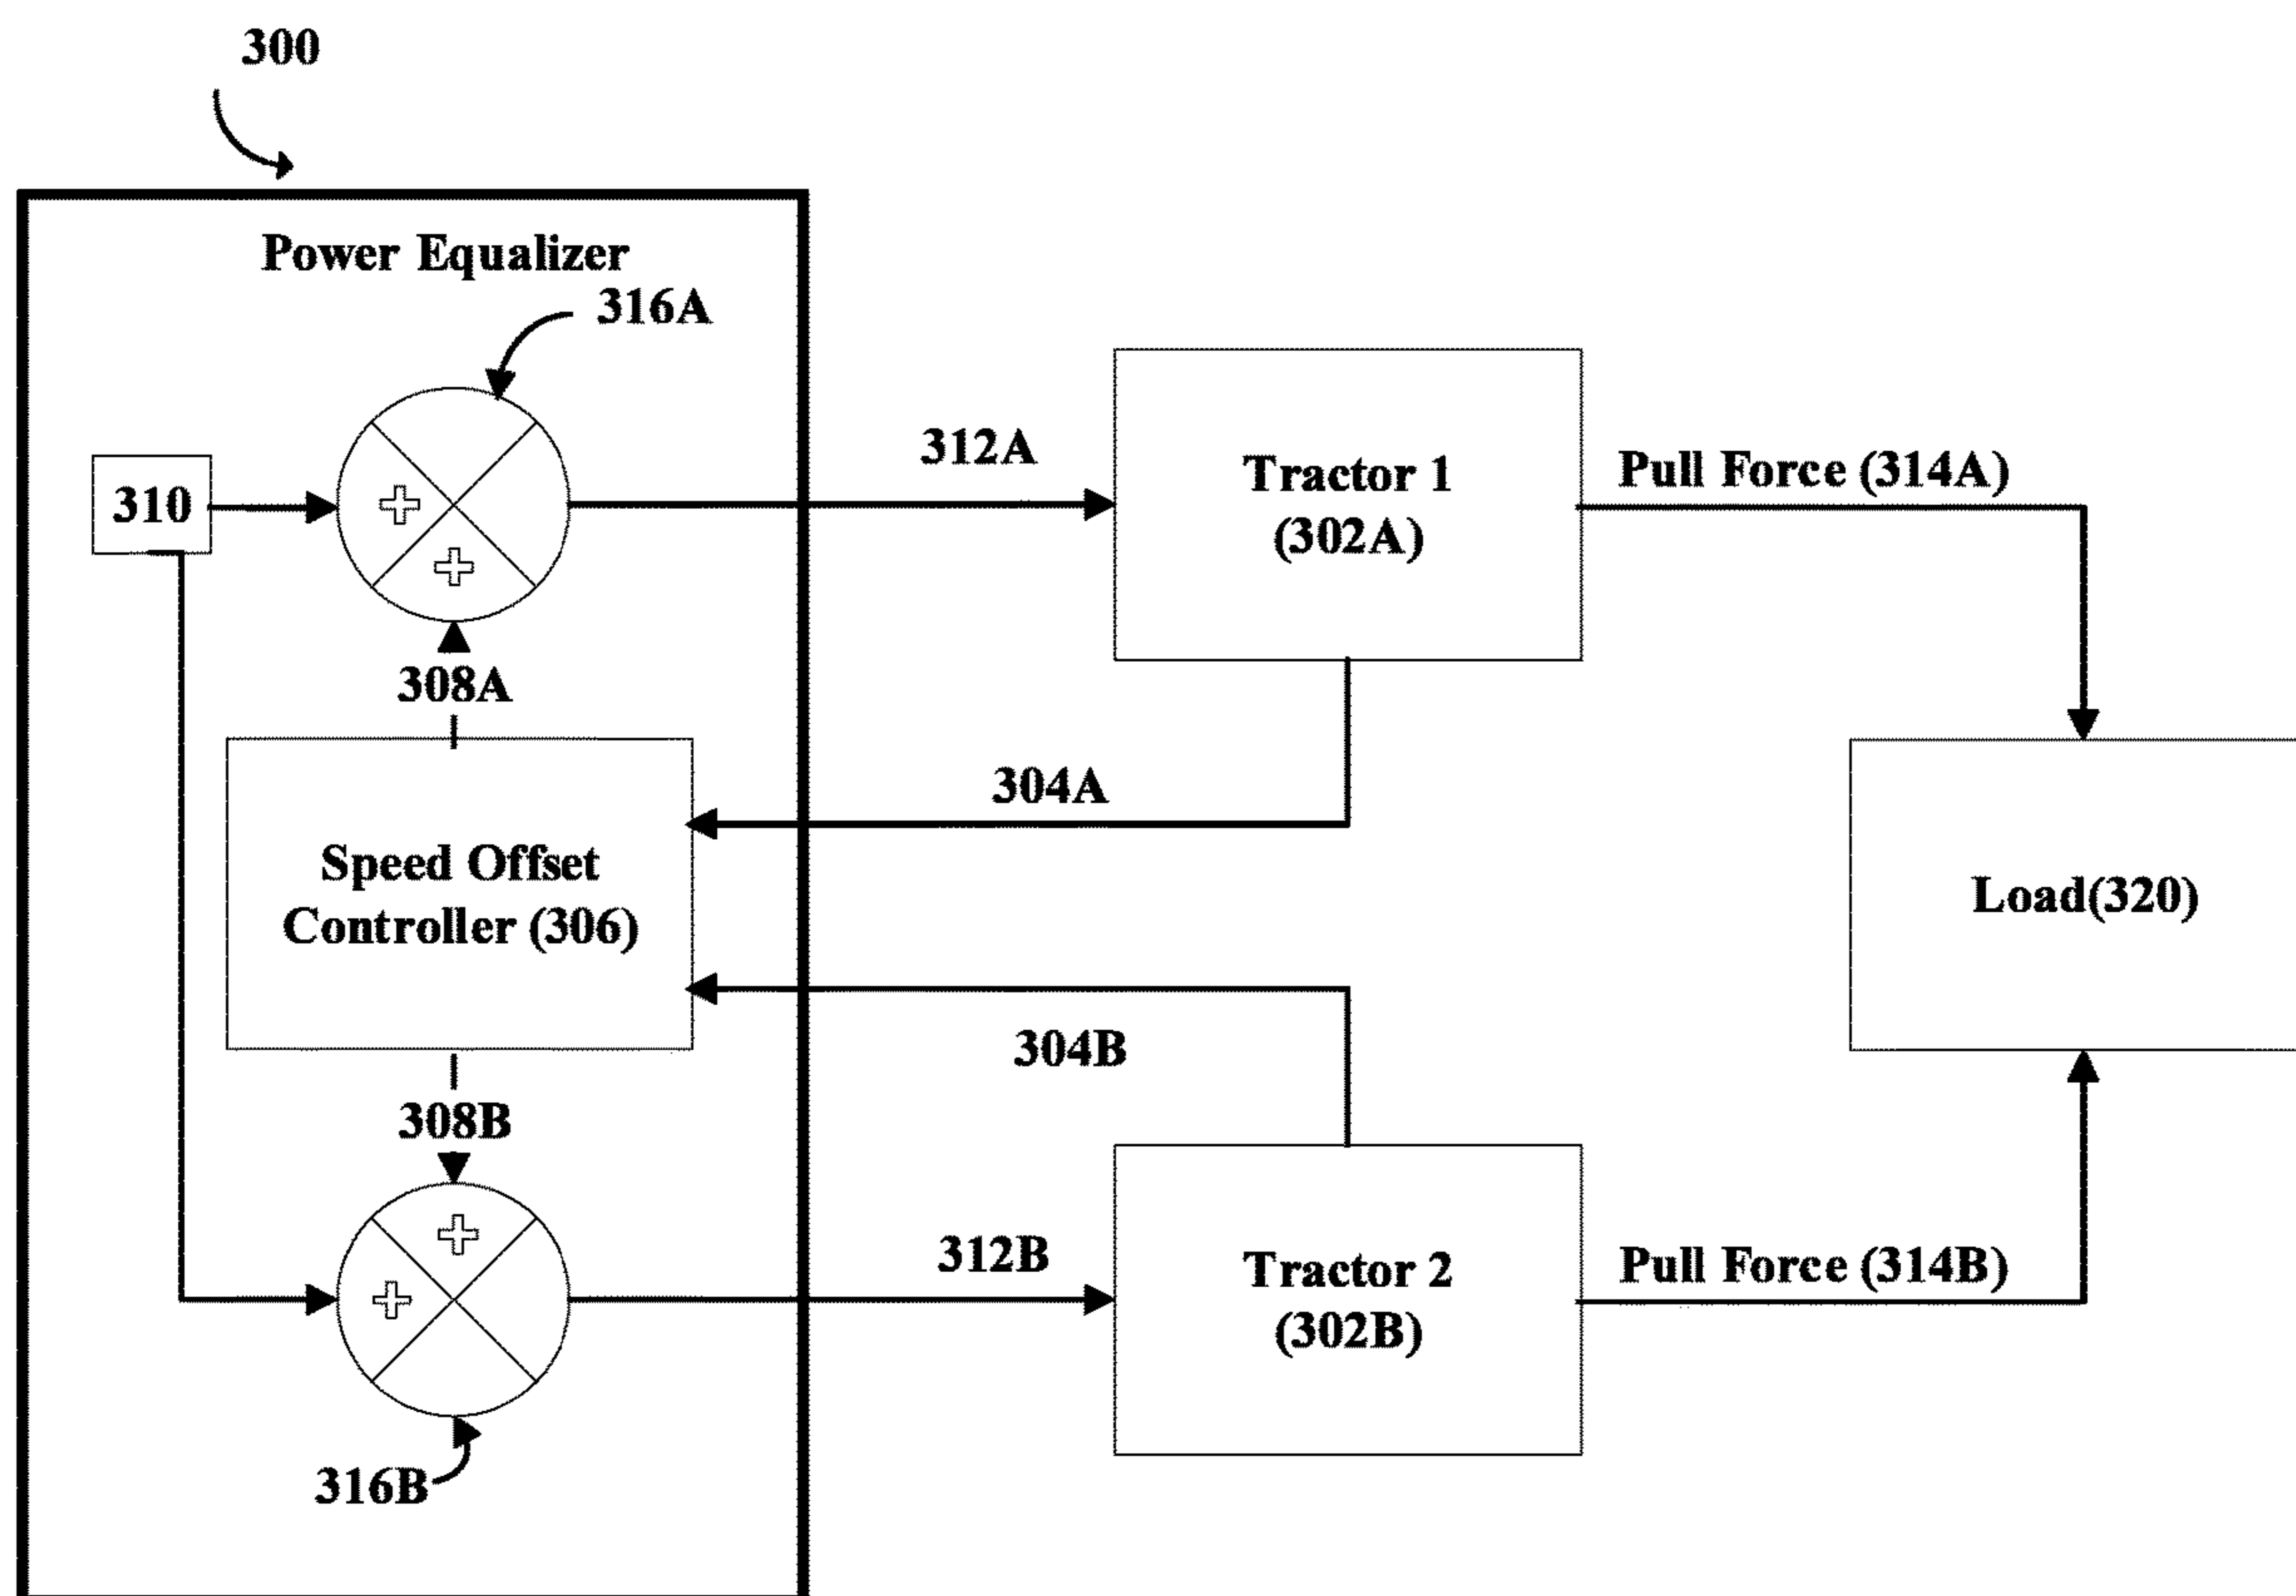 300
Power Equalizer
316A
310
312A
Tractor 1
(302A)
Pull Force (314A)
308A
304A
Speed Offset
Controller (306)
Load(320)
304B
308B
312B
Tractor 2
(302B)
Pull Force (314B)
316B